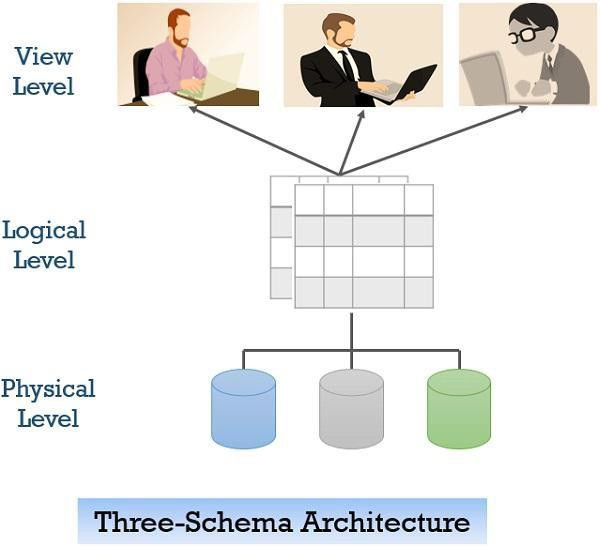 View
Level
Logical
Level
Physical
Level
Three-Schema Architecture